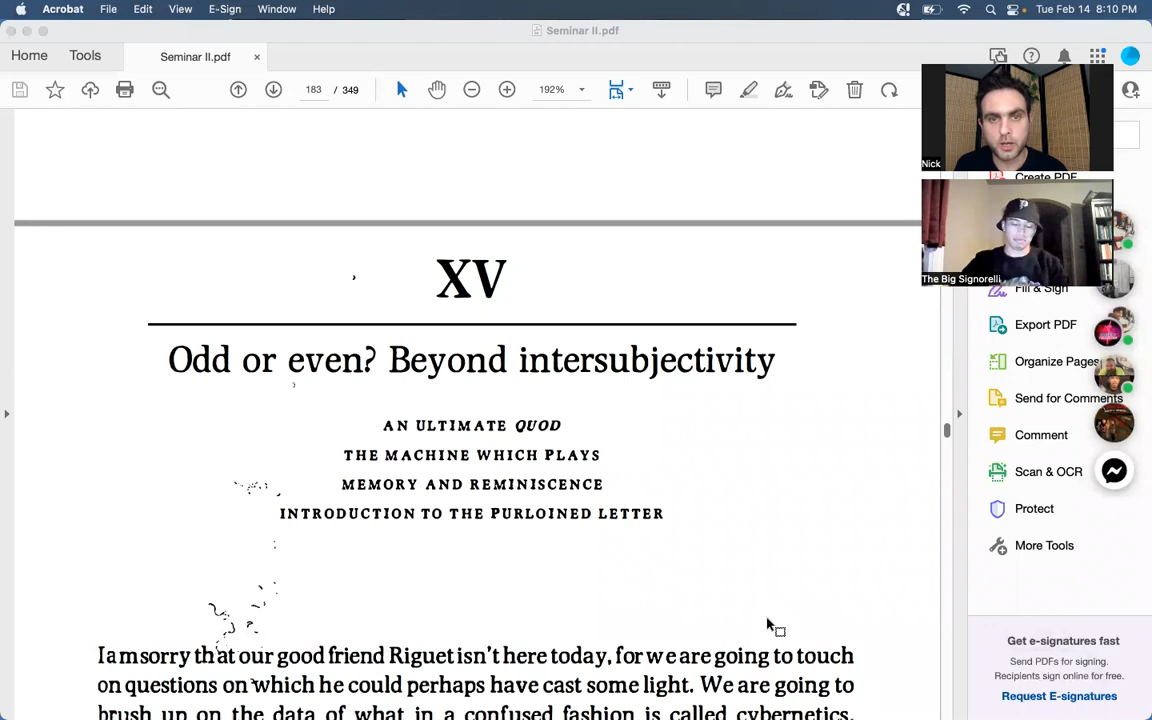 Acrobat File Edit View E-Sign Window Help Tue Feb 14 8:10 PM
Seminar II.pdf
Home Tools Seminar II.pdf ×
183 / 349 192%
Nick
Create PDF
The Big Signorelli
Fill & Sign
Export PDF
Organize Pages
Send for Comments
Comment
Scan & OCR
Protect
More Tools
Get e-signatures fast
Send PDFs for signing.
Recipients sign online for free.
Request E-signatures
XV
Odd or even? Beyond intersubjectivity
AN ULTIMATE QUOD
THE MACHINE WHICH PLAYS
MEMORY AND REMINISCENCE
INTRODUCTION TO THE PURLOINED LETTER
I am sorry that our good friend Riguet isn't here today, for we are going to touch
on questions on which he could perhaps have cast some light. We are going to
brush up on the data of what in a confused fashion is called cybernetics,